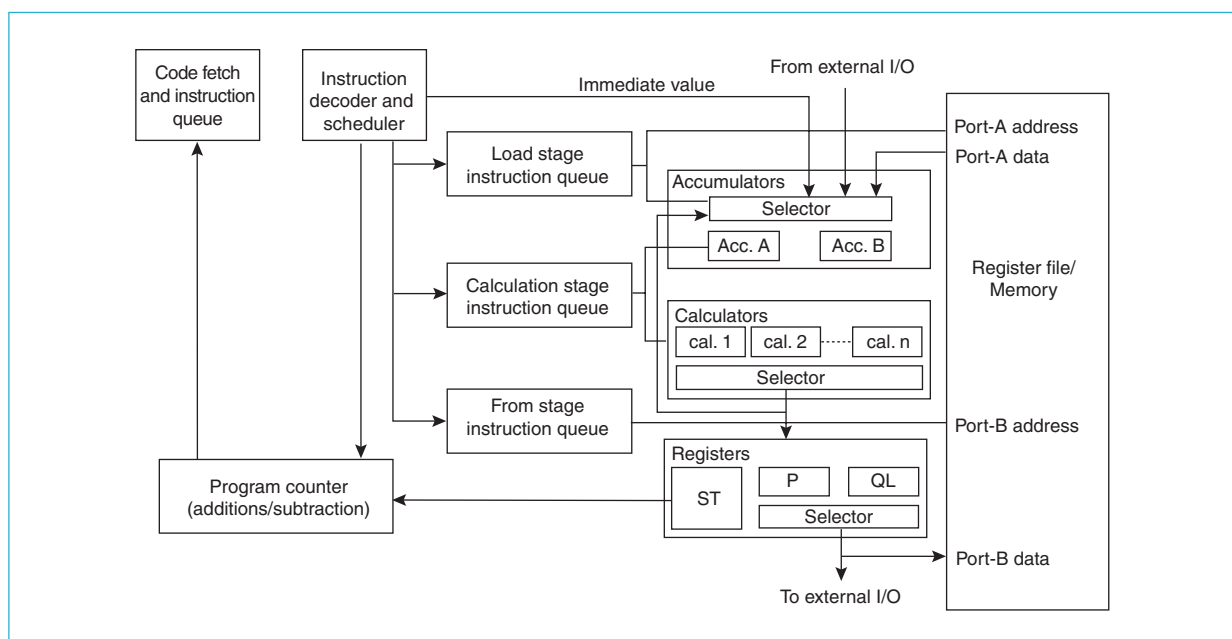 Code fetch
and instruction
queue
Instruction
decoder and
scheduler
Immediate value
From external I/O
Load stage
instruction queue
Port-A address
Port-A data
Accumulators
Selector
Acc. A
Acc. B
Calculation stage
instruction queue
Register file/
Memory
Calculators
cal. 1
cal. 2
cal. n
Selector
From stage
instruction queue
Port-B address
Registers
ST
P
QL
Selector
Program counter
(additions/subtraction)
Port-B data
To external I/O